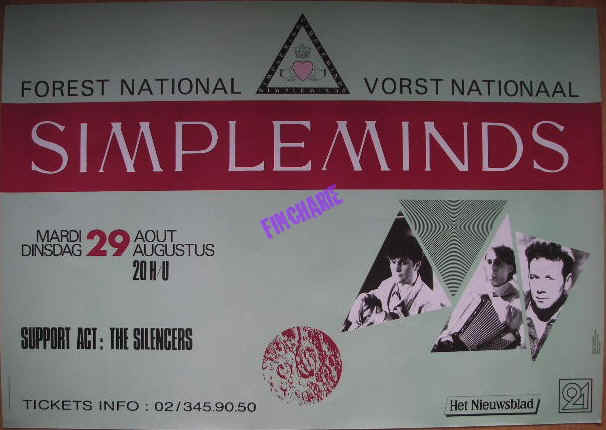 FOREST NATIONAL
VORST NATIONAAL
SIMPLEMINDS
FIMCHARIE
MARDI 29 AOUT
DINSDAG AUGUSTUS
20 H/U
SUPPORT ACT: THE SILENCERS
TICKETS INFO : 02/345.90.50
Het Nieuwsblad
21